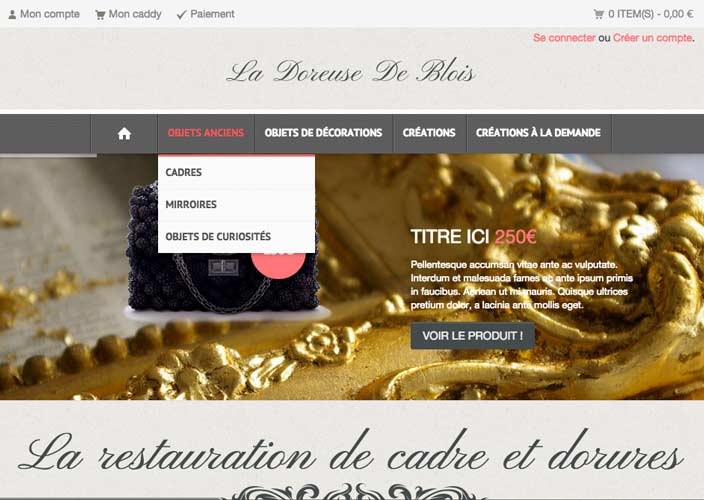 Mon compte Mon caddy Paiement 0 ITEM(S) - 0,00 €
Se connecter ou Créer un compte.
La Doreuse De Blois
OBJETS ANCIENS OBJETS DE DÉCORATIONS CRÉATIONS CRÉATIONS À LA DEMANDE
CADRES
MIRROIRES
OBJETS DE CURIOSITÉS
TITRE ICI 250€
Pellentesque accumsan vitae ante ac vulputate.
Interdum et malesuada fames ac ante ipsum primis
in faucibus. Aenean ut mi mauris. Quisque ultrices
pretium dolor, a lacinia ante mollis eget.
VOIR LE PRODUIT !
La restauration de cadre et dorures